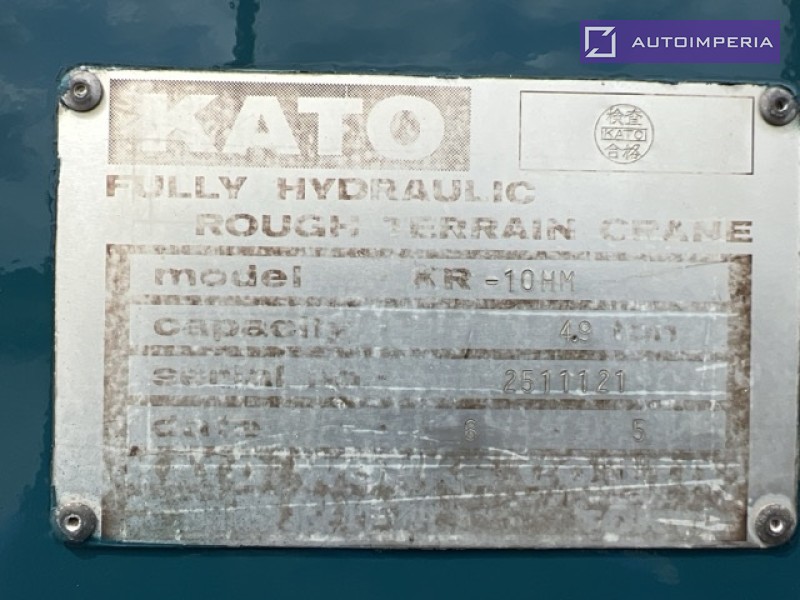 AUTOIMPERIA
KATO
検査
KATO
合格
FULLY HYDRAULIC
ROUGH TERRAIN CRANE
model KR-10HM
capacity 4.9 ton
serial no. 2511121
date 6 5